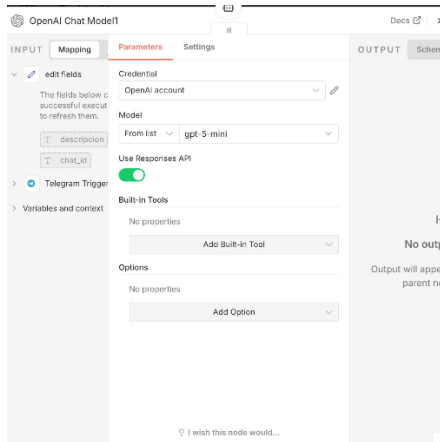 OpenAI Chat Model1
Docs
INPUT
Mapping
Parameters
Settings
OUTPUT
Schem
edit fields
The fields below c
successful execut
to refresh them.
T descripcion
T chat_id
Telegram Trigger
Variables and context
Credential
OpenAi account
Model
From list
gpt-5-mini
Use Responses API
Built-in Tools
No properties
Add Built-in Tool
Options
No properties
Add Option
No outp
Output will appe
parent no
I wish this node would...